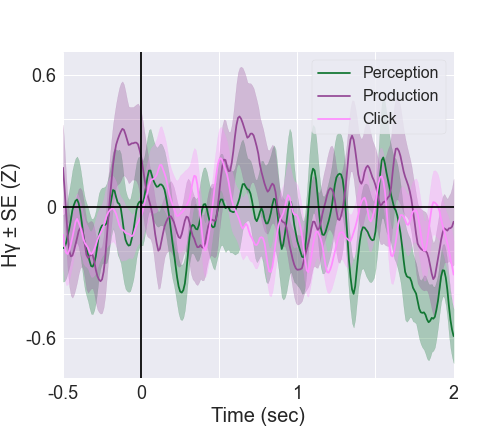 Perception
Production
Click
0.6
0
-0.6
Hγ ± SE (Z)
-0.5
0
1
2
Time (sec)